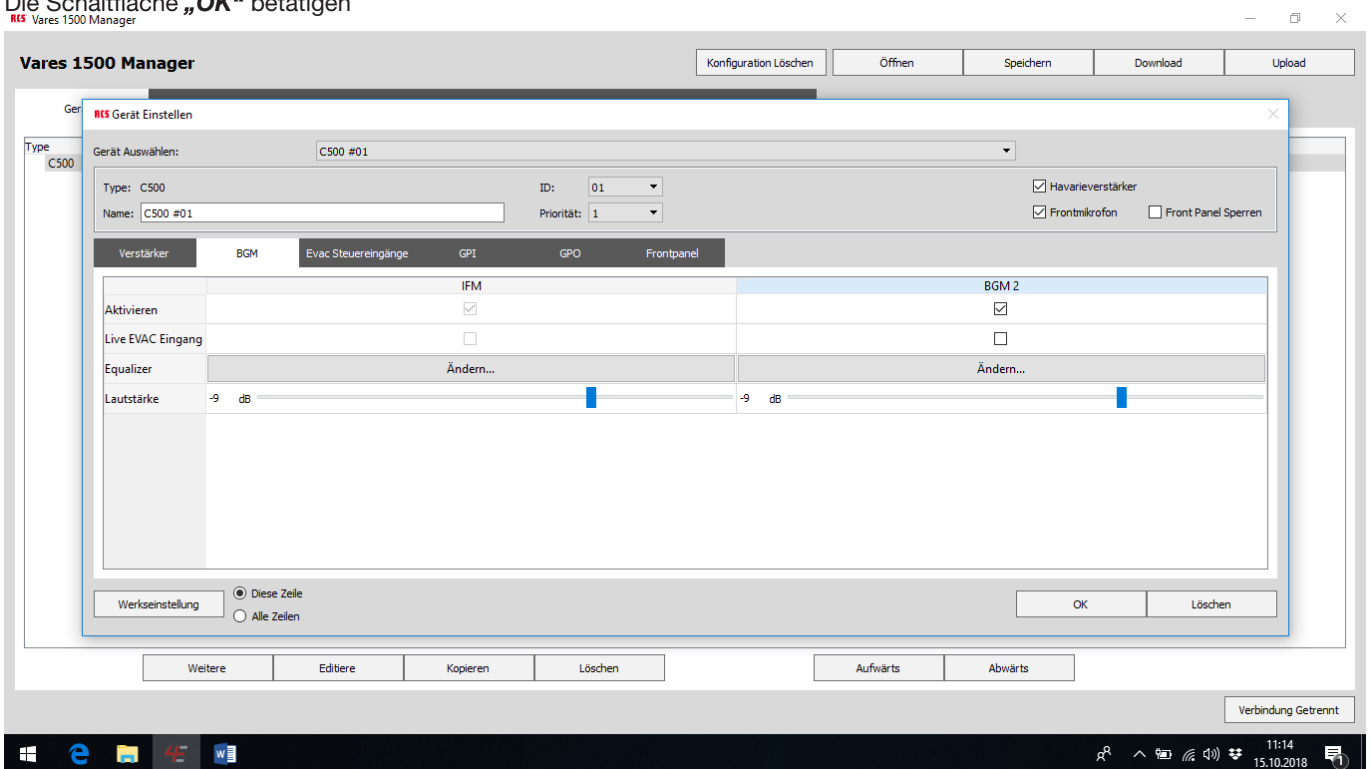 Die Schaltfläche „OK“ betätigen
RCS Vares 1500 Manager
Vares 1500 Manager
Konfiguration Löschen Öffnen Speichern Download Upload
Ger
RCS Gerät Einstellen
Type
C500
Gerät Auswählen: C500 #01
Type: C500 ID: 01 Havarieverstärker
Name: C500 #01 Priorität: 1 Frontmikrofon Front Panel Sperren
Verstärker BGM Evac Steuereingänge GPI GPO Frontpanel
IFM BGM 2
Aktivieren
Live EVAC Eingang
Equalizer Ändern... Ändern...
Lautstärke -9 dB -9 dB
Werkseinstellung Diese Zeile OK Löschen
Alle Zeilen
Weitere Editiere Kopieren Löschen Aufwärts Abwärts
Verbindung Getrennt
11:14
15.10.2018
1